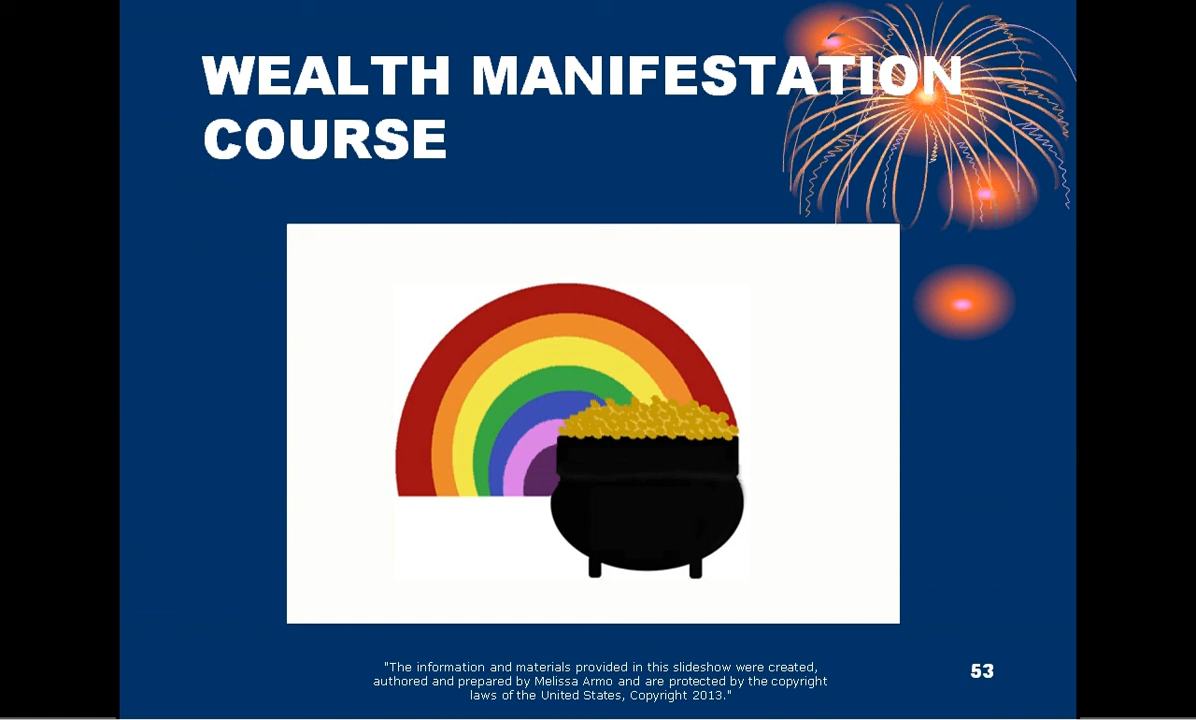 WEALTH MANIFESTATION
COURSE
"The information and materials provided in this slideshow were created,
authored and prepared by Melissa Armo and are protected by the copyright
laws of the United States, Copyright 2013."
53